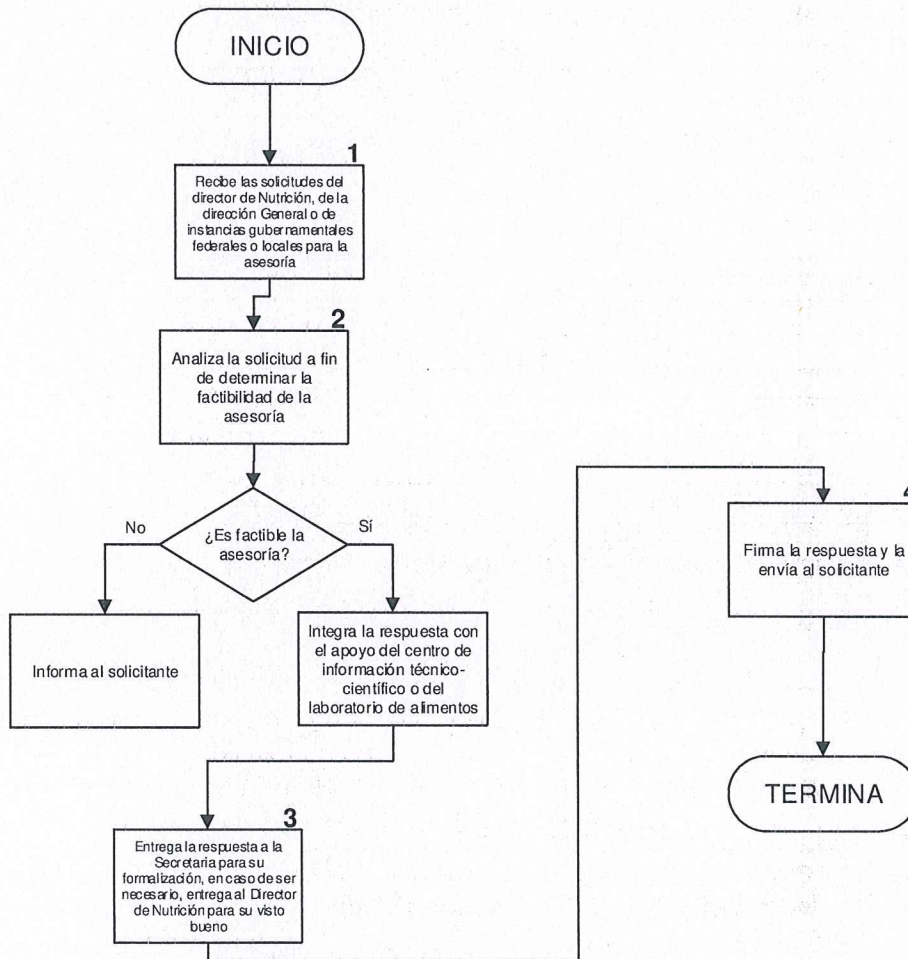 INICIO
1
Recibe las solicitudes del
director de Nutrición, de la
dirección General o de
instancias gubernamentales
federales o locales para la
asesoría
2
Analiza la solicitud a fin
de determinar la
factibilidad de la
asesoría
¿Es factible la
asesoría?
No
Sí
Informa al solicitante
Integra la respuesta con
el apoyo del centro de
información técnico-
científico o del
laboratorio de alimentos
3
Entrega la respuesta a la
Secretaria para su
formalización, en caso de ser
necesario, entrega al Director
de Nutrición para su visto
bueno
4
Firma la respuesta y la
envía al solicitante
TERMINA